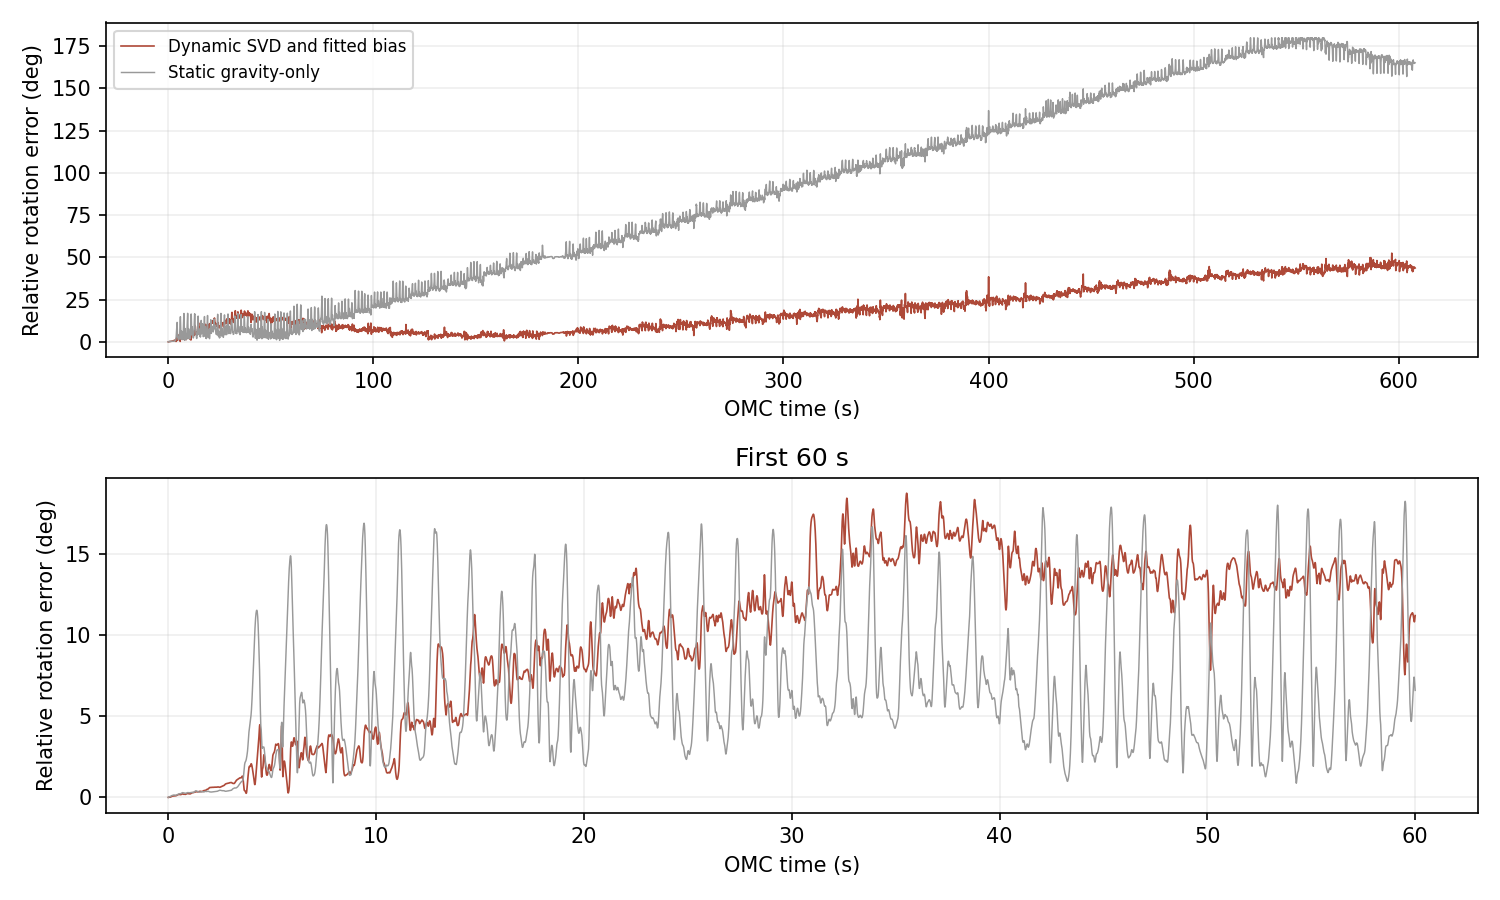 Relative rotation error (deg)
175
150
125
100
75
50
25
0
Dynamic SVD and fitted bias
Static gravity-only
0 100 200 300 400 500 600
OMC time (s)
First 60 s
Relative rotation error (deg)
15
10
5
0
0 10 20 30 40 50 60
OMC time (s)